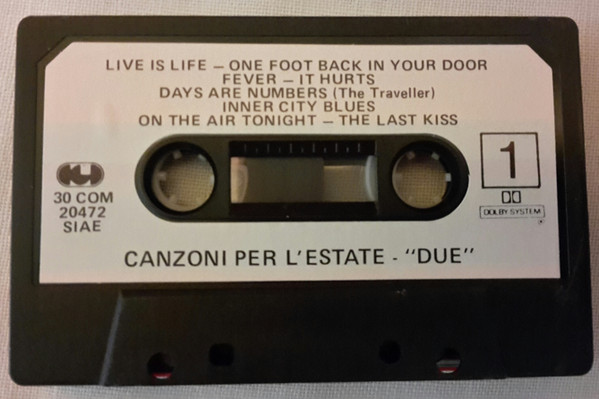 LIVE IS LIFE – ONE FOOT BACK IN YOUR DOOR
FEVER – IT HURTS
DAYS ARE NUMBERS (The Traveller)
INNER CITY BLUES
ON THE AIR TONIGHT – THE LAST KISS
1
30 COM
20472
SIAE
DOLBY SYSTEM
CANZONI PER L'ESTATE - "DUE"